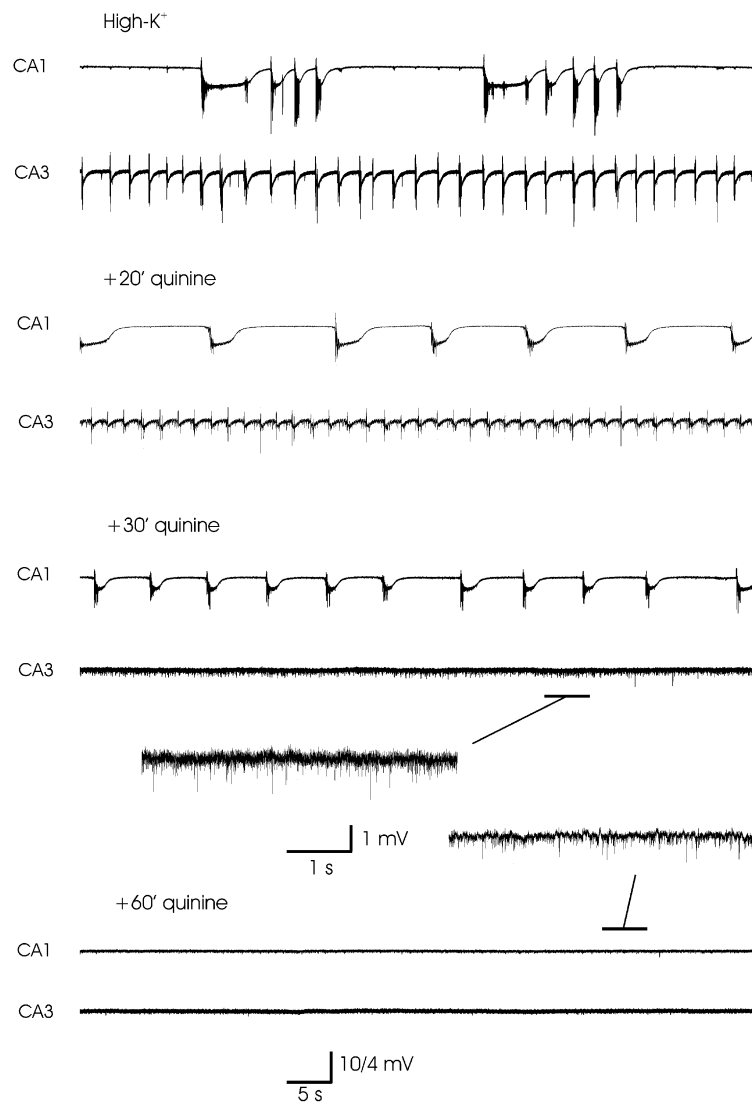 High-K⁺
CA1
CA3
+20' quinine
CA1
CA3
+30' quinine
CA1
CA3
1 mV
1 s
+60' quinine
CA1
CA3
10/4 mV
5 s